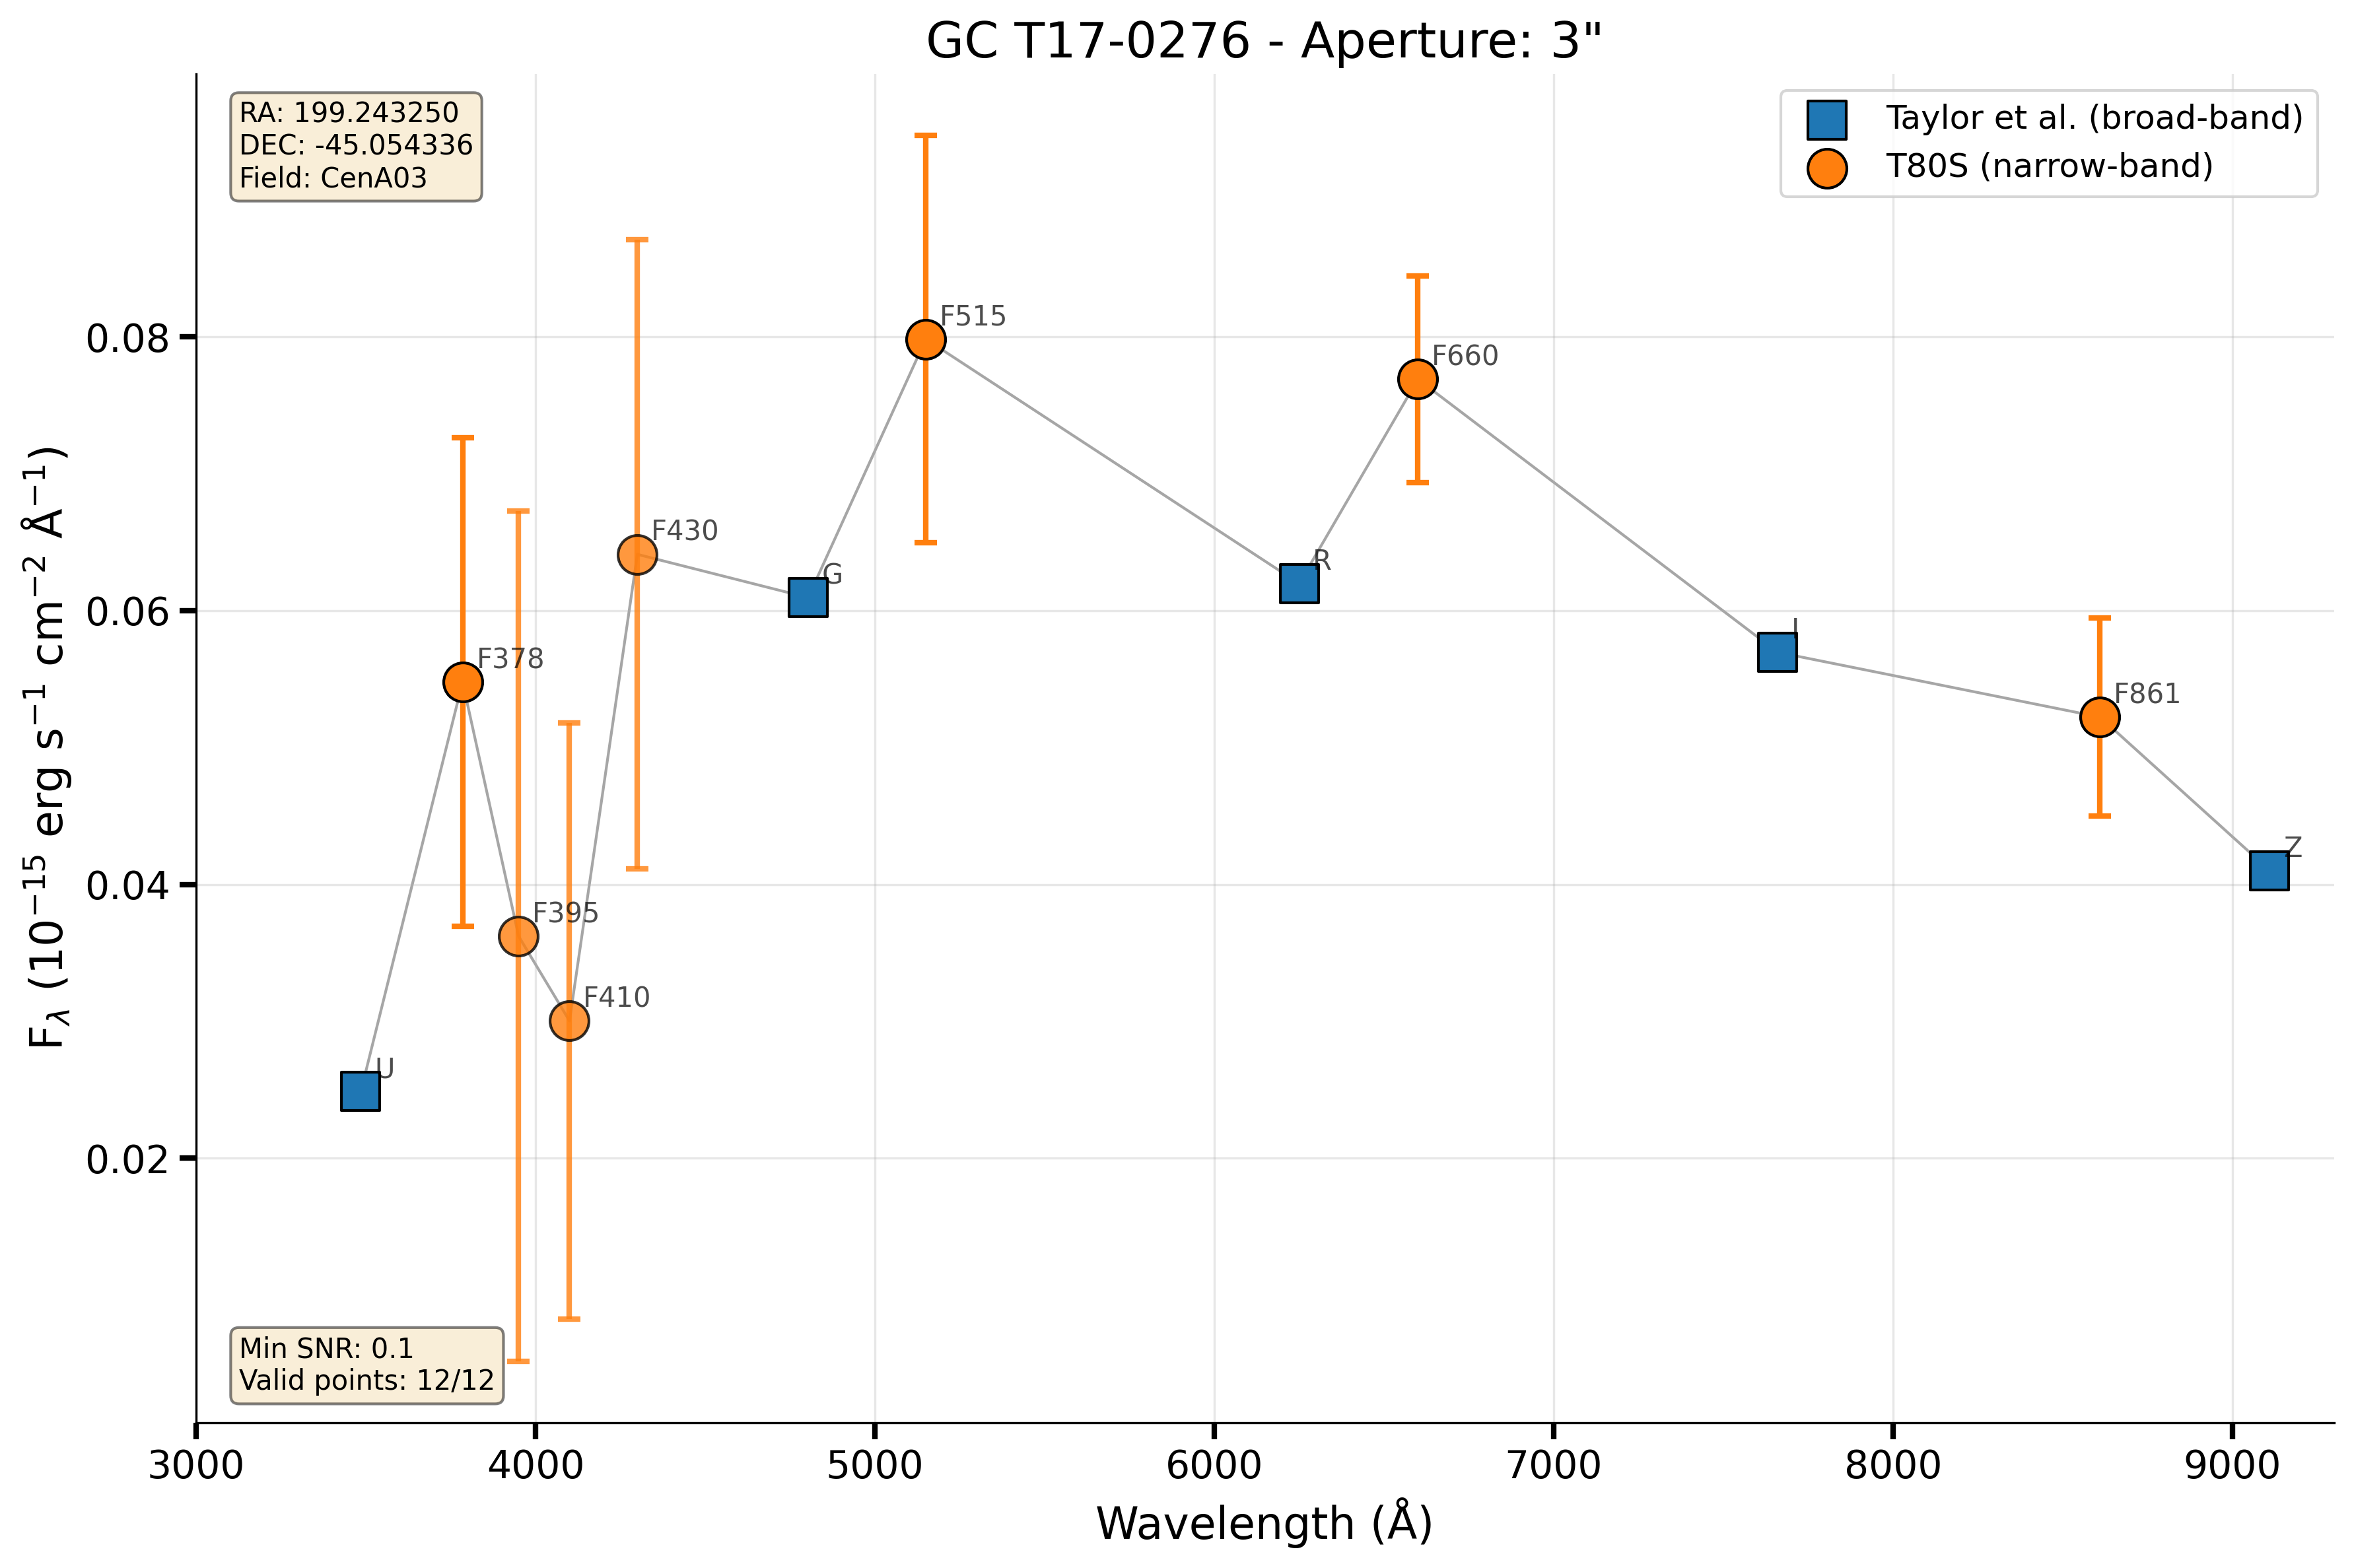 GC T17-0276 - Aperture: 3"
RA: 199.243250
DEC: -45.054336
Field: CenA03
Taylor et al. (broad-band)
T80S (narrow-band)
F515
F660
F430
G
R
F378
I
F861
F395
Z
F410
U
0.08
0.06
0.04
0.02
F_λ (10⁻¹⁵ erg s⁻¹ cm⁻² Å⁻¹)
Min SNR: 0.1
Valid points: 12/12
3000 4000 5000 6000 7000 8000 9000
Wavelength (Å)